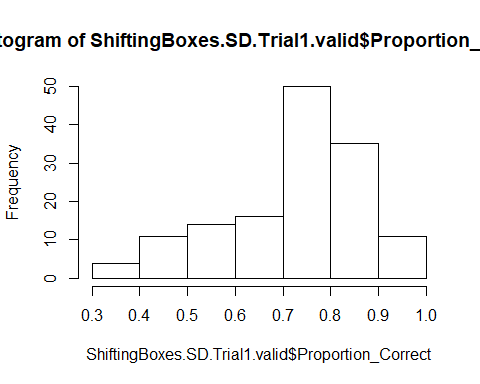 togram of ShiftingBoxes.SD.Trial1.valid$Proportion_
Frequency
50
40
30
20
10
0
0.3 0.4 0.5 0.6 0.7 0.8 0.9 1.0
ShiftingBoxes.SD.Trial1.valid$Proportion_Correct